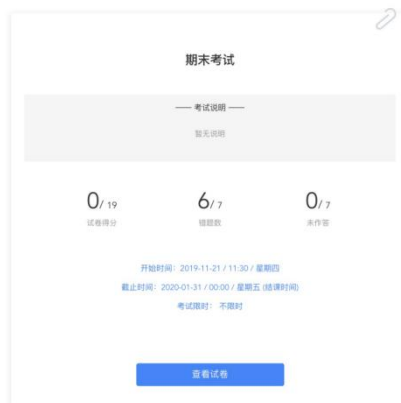 期末考试
—— 考试说明 ——
暂无说明
0/ 19
6/ 7
0/ 7
试卷得分
错题数
未作答
开始时间：2019-11-21 / 11:30 / 星期四
截止时间：2020-01-31 / 00:00 / 星期五 (结课时间)
考试限时： 不限时
查看试卷